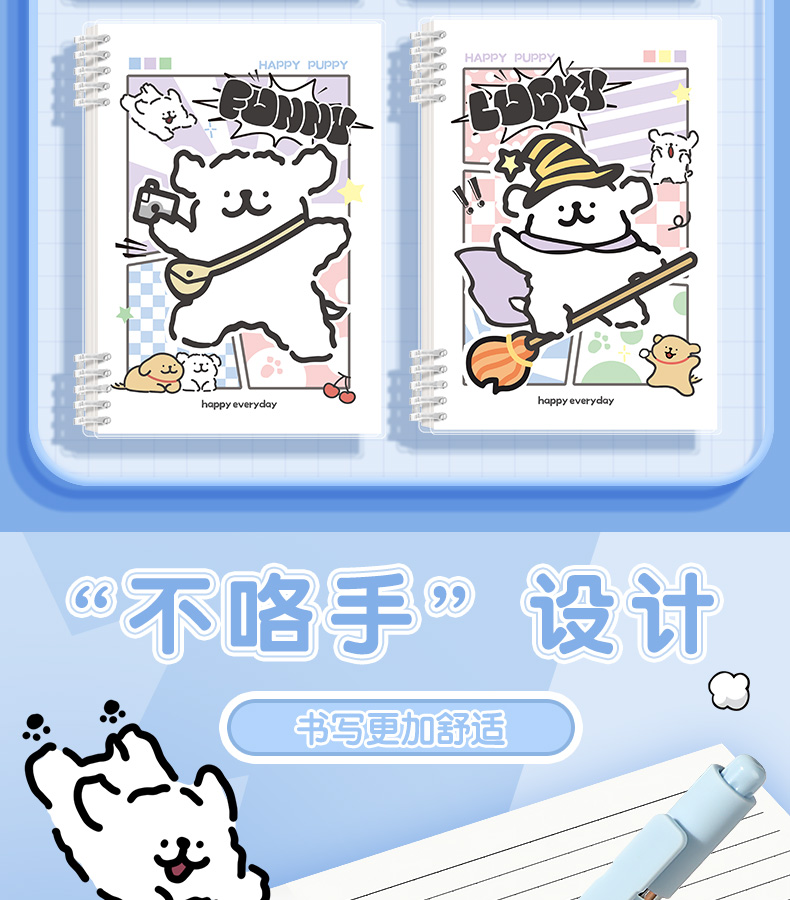 HAPPY PUPPY
FUNNY
happy everyday
HAPPY PUPPY
LUCKY
happy everyday
“不咯手” 设计
书写更加舒适